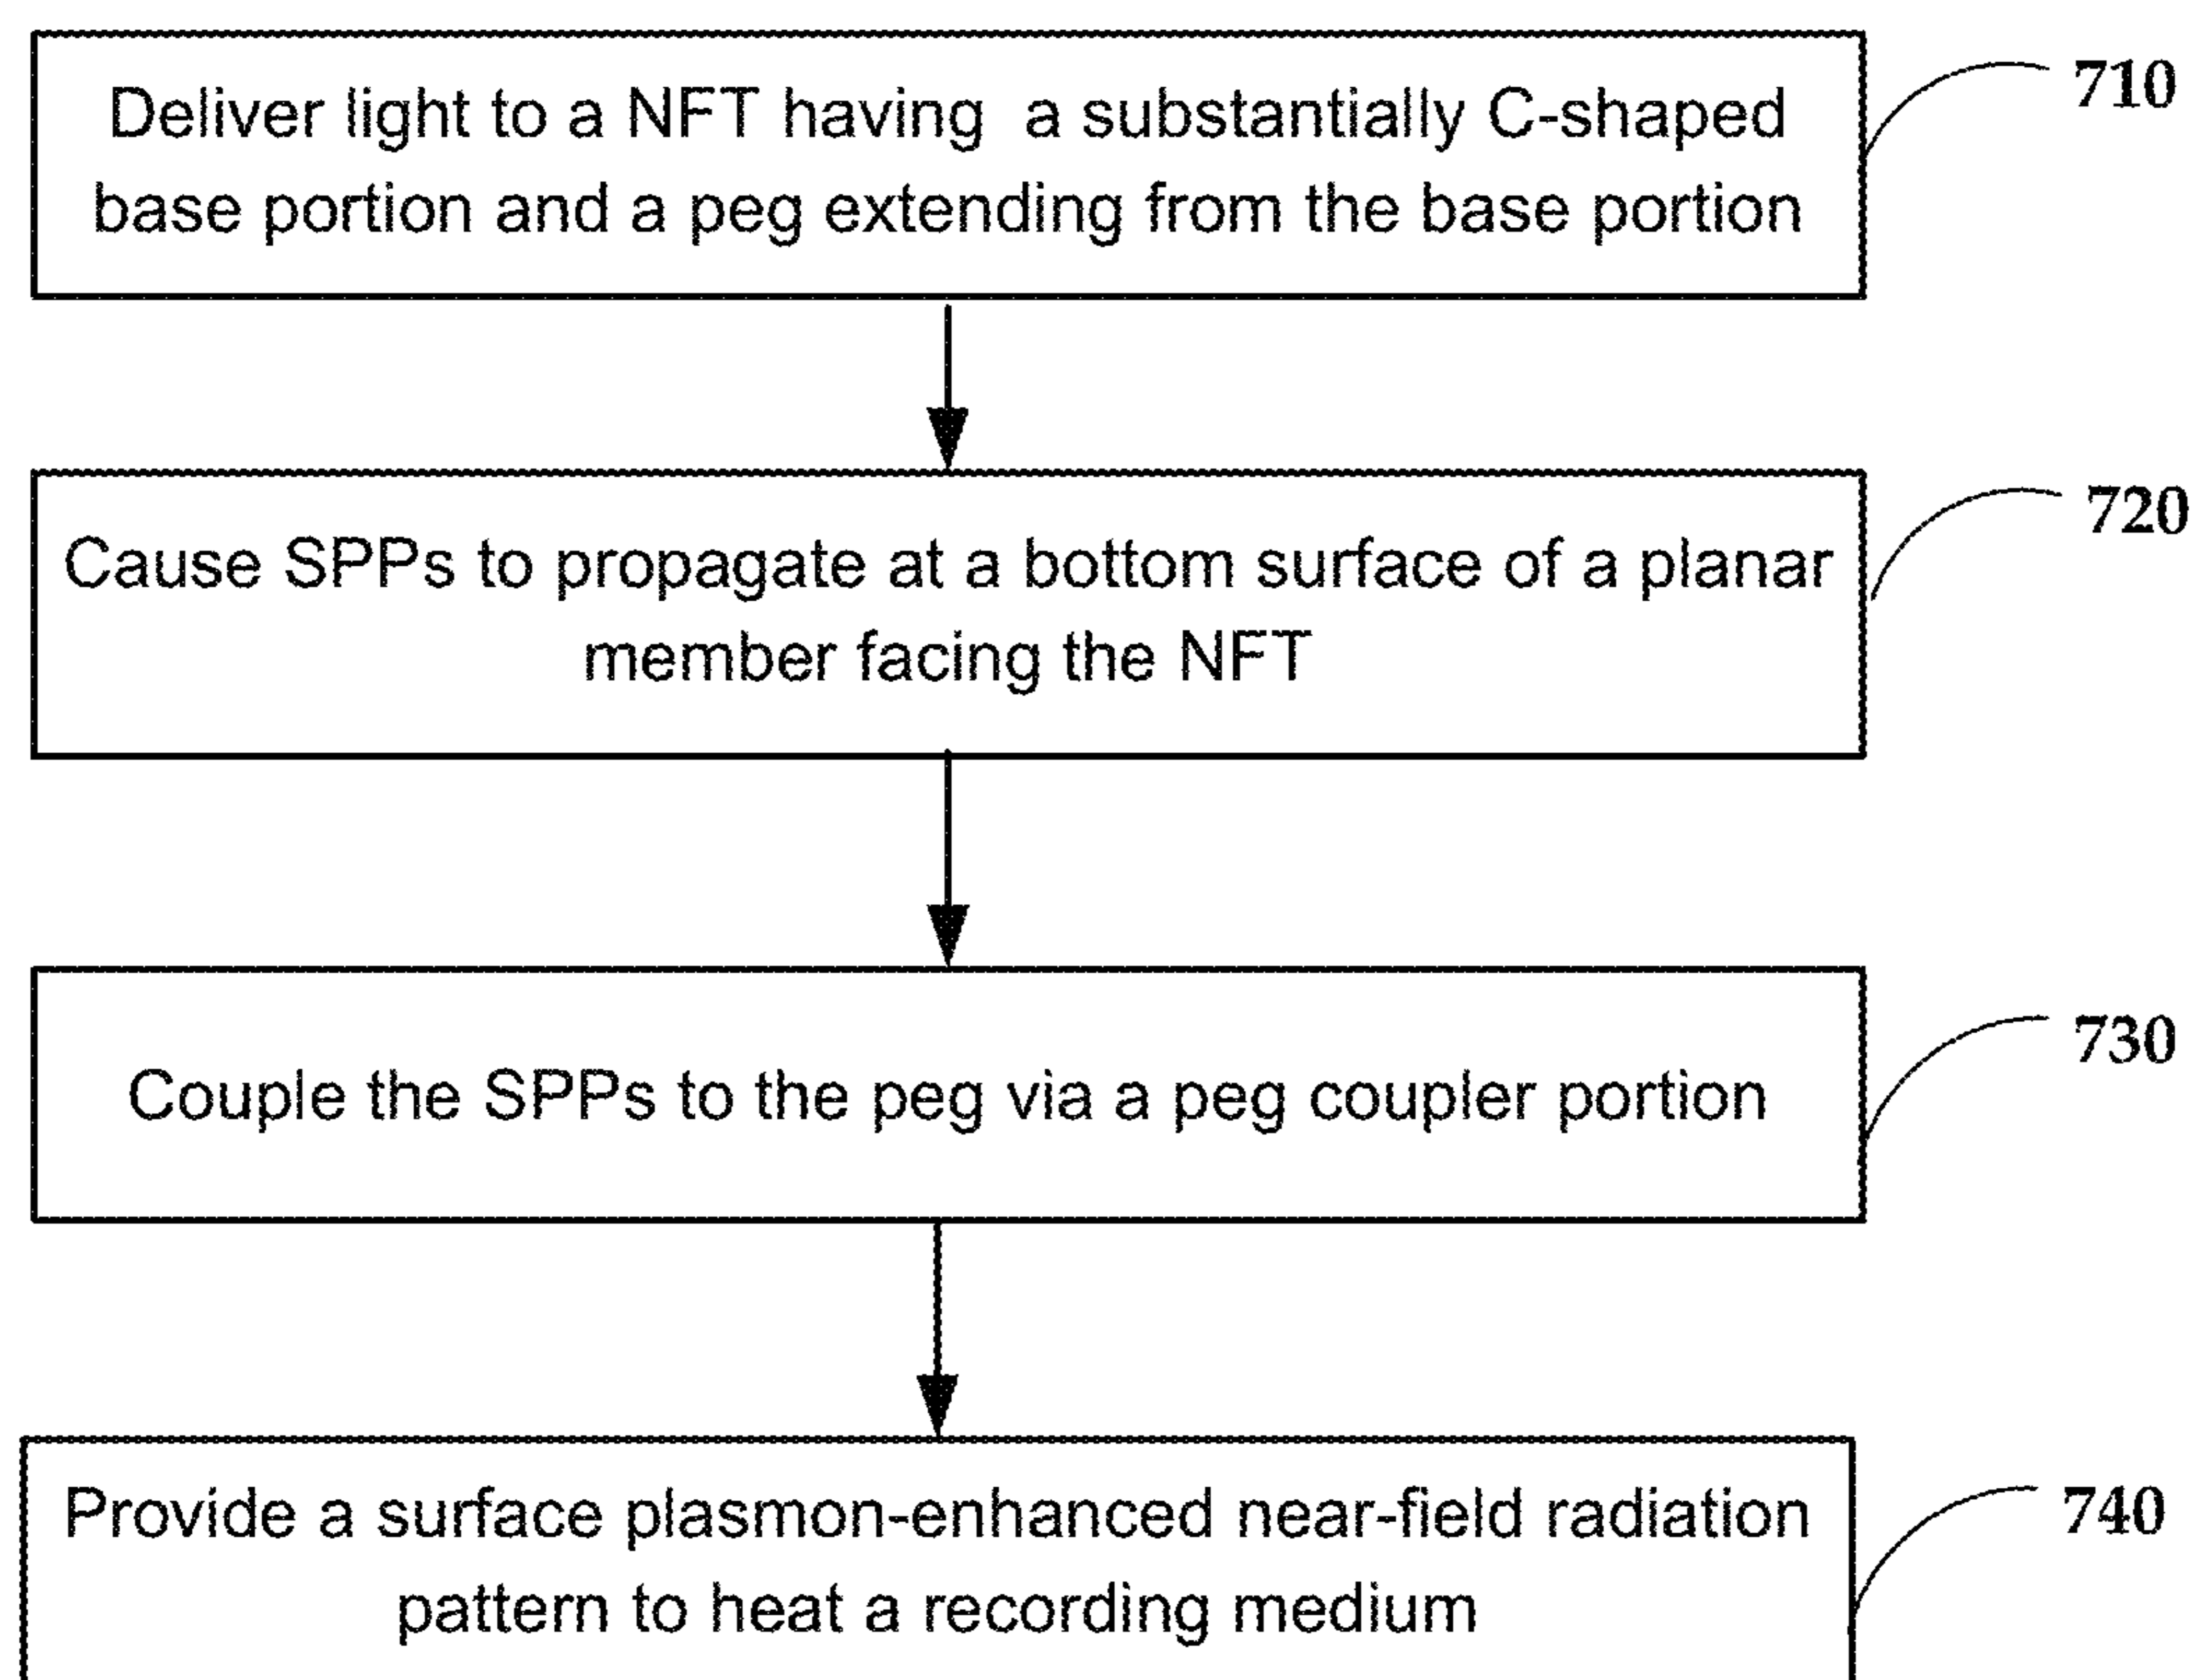 Deliver light to a NFT having a substantially C-shaped
base portion and a peg extending from the base portion
710
Cause SPPs to propagate at a bottom surface of a planar
member facing the NFT
720
Couple the SPPs to the peg via a peg coupler portion
730
Provide a surface plasmon-enhanced near-field radiation
pattern to heat a recording medium
740